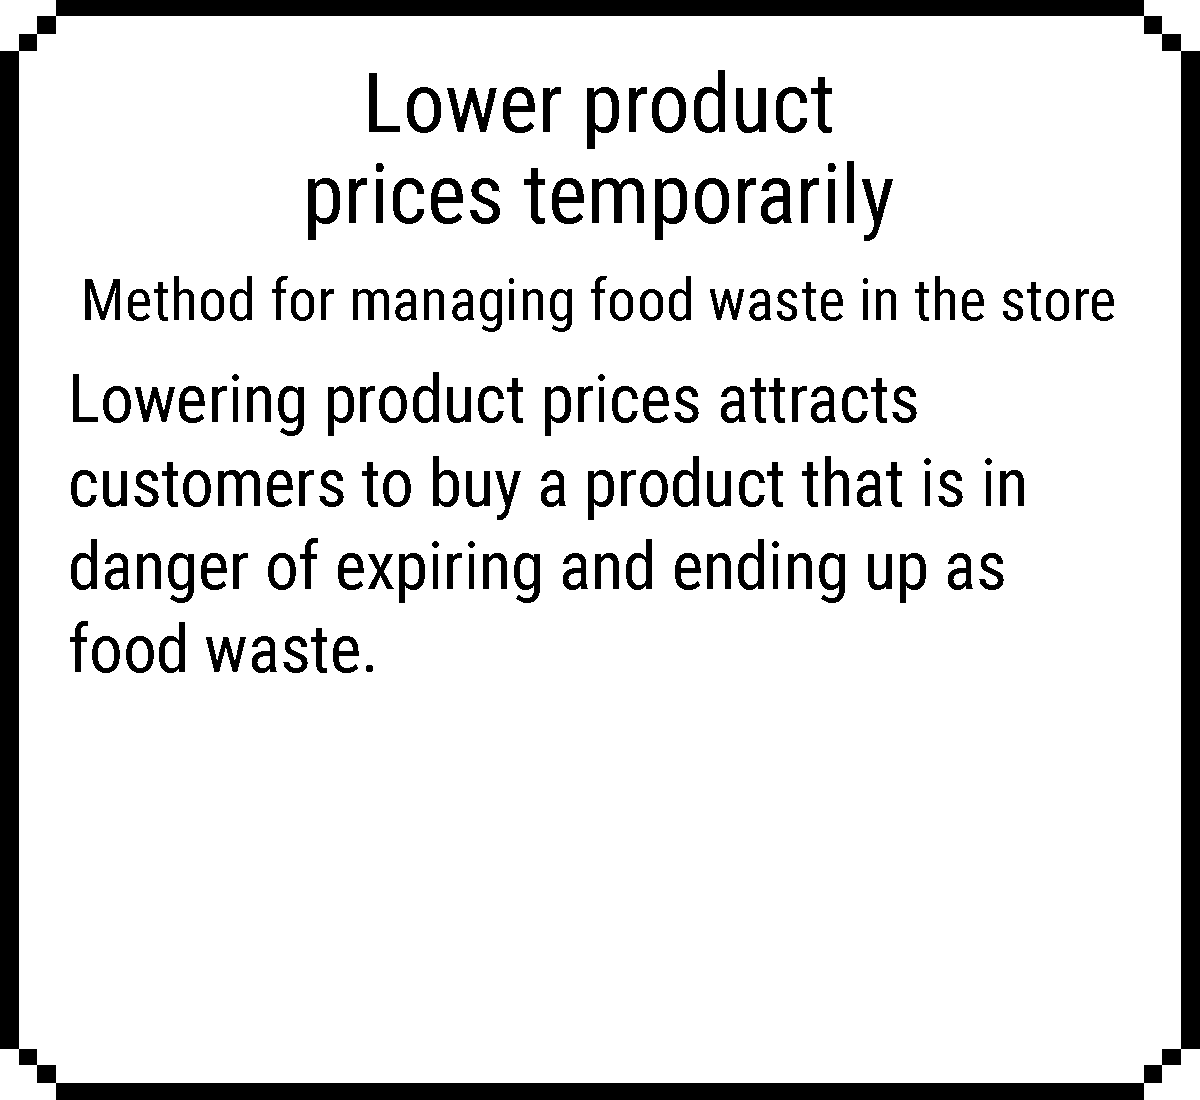 Lower product
prices temporarily
Method for managing food waste in the store
Lowering product prices attracts
customers to buy a product that is in
danger of expiring and ending up as
food waste.